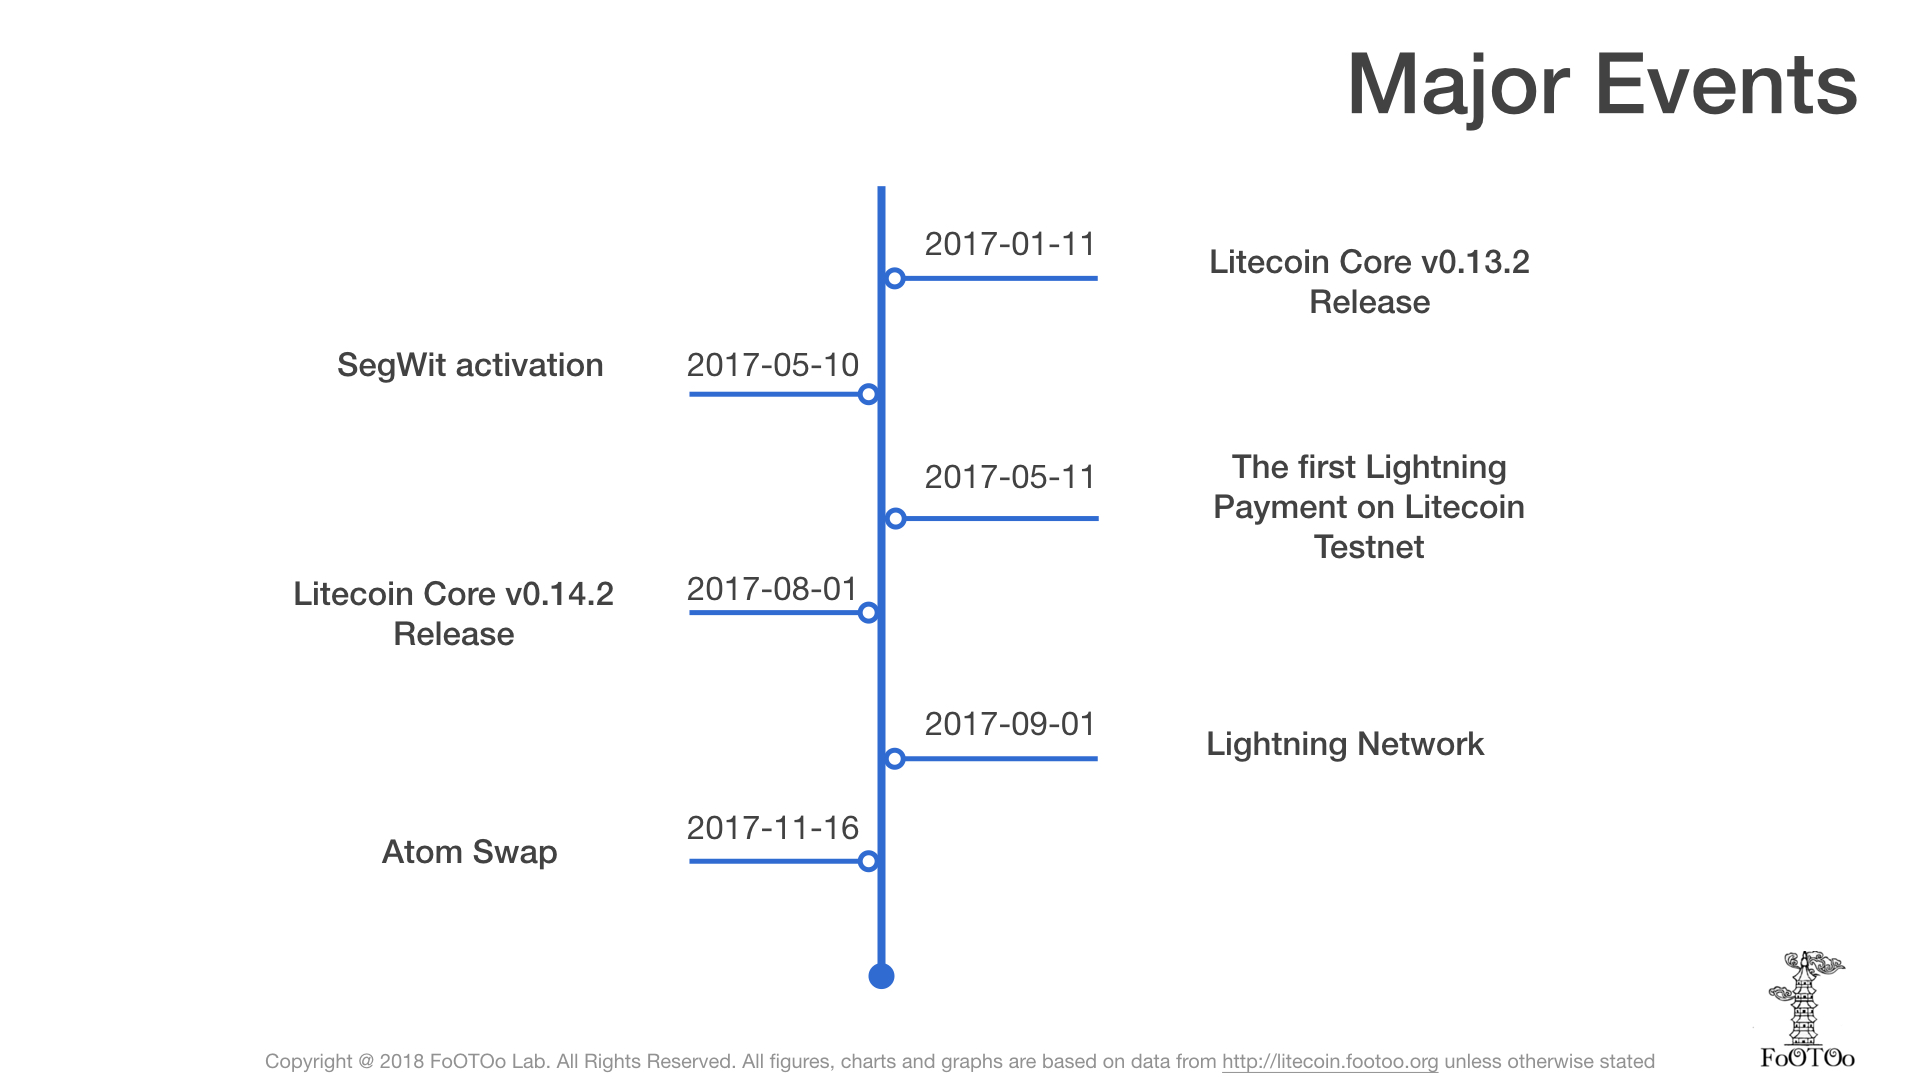 Major Events
2017-01-11
Litecoin Core v0.13.2
Release
SegWit activation
2017-05-10
2017-05-11
The first Lightning
Payment on Litecoin
Testnet
Litecoin Core v0.14.2
Release
2017-08-01
2017-09-01
Lightning Network
2017-11-16
Atom Swap
Copyright @ 2018 FoOTOo Lab. All Rights Reserved. All figures, charts and graphs are based on data from http://litecoin.footoo.org unless otherwise stated
FoOTOo